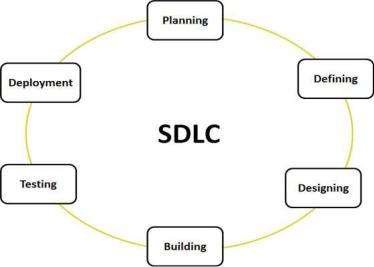 Planning
Defining
Designing
Building
Testing
Deployment
SDLC